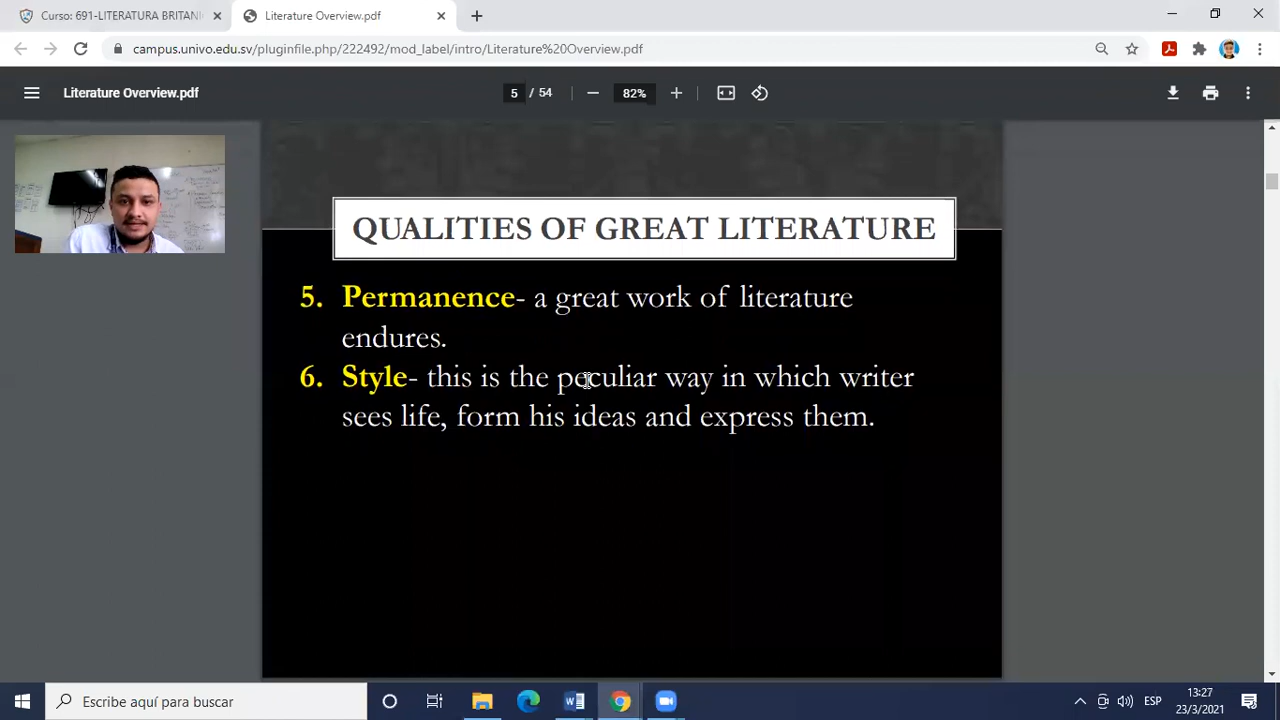 Curso: 691-LITERATURA BRITANI
Literature Overview.pdf
campus.univo.edu.sv/pluginfile.php/222492/mod_label/intro/Literature%20Overview.pdf
Literature Overview.pdf
5 / 54
82%
QUALITIES OF GREAT LITERATURE
5. Permanence- a great work of literature
endures.
6. Style- this is the peculiar way in which writer
sees life, form his ideas and express them.
Escribe aquí para buscar
ESP
13:27
23/3/2021